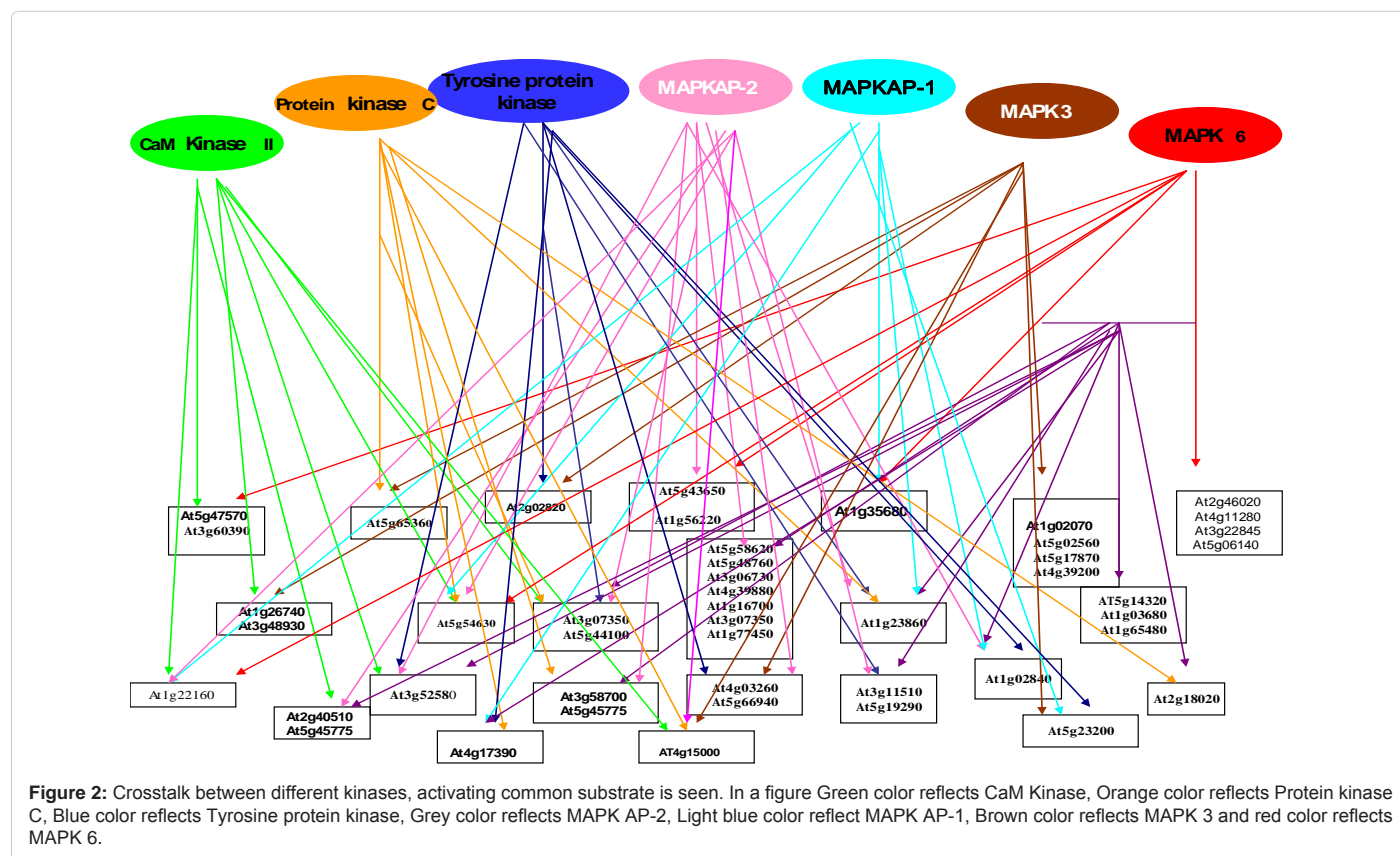 Tyrosine protein
kinase
MAPKAP-2
MAPKAP-1
Protein kinase C
MAPK3
MAPK 6
CaM Kinase II
At5g47570
At3g60390
At5g65360
At2g02820
At5g43650
At1g56220
At1g35680
At1g02070
At5g02560
At5g17870
At4g39200
At2g46020
At4g11280
At3g22845
At5g06140
At1g26740
At3g48930
At5g54630
At3g07350
At5g44100
At5g58620
At5g48760
At3g06730
At4g39880
At1g16700
At3g07350
At1g77450
At1g23860
AT5g14320
At1g03680
At1g65480
At1g22160
At2g40510
At5g45775
At3g52580
At3g58700
At5g45775
At4g03260
At5g66940
At3g11510
At5g19290
At1g02840
At2g18020
At4g17390
AT4g15000
At5g23200
Figure 2: Crosstalk between different kinases, activating common substrate is seen. In a figure Green color reflects CaM Kinase, Orange color reflects Protein kinase
C, Blue color reflects Tyrosine protein kinase, Grey color reflects MAPK AP-2, Light blue color reflect MAPK AP-1, Brown color reflects MAPK 3 and red color reflects
MAPK 6.